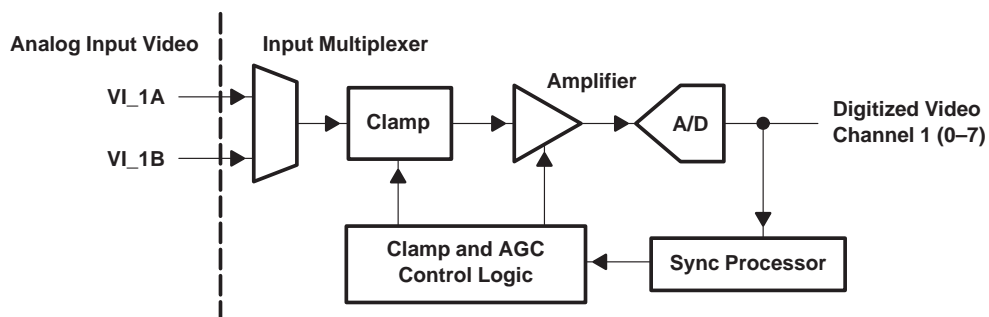 Analog Input Video
Input Multiplexer
Amplifier
VI_1A
Clamp
A/D
Digitized Video
Channel 1 (0–7)
VI_1B
Clamp and AGC
Control Logic
Sync Processor